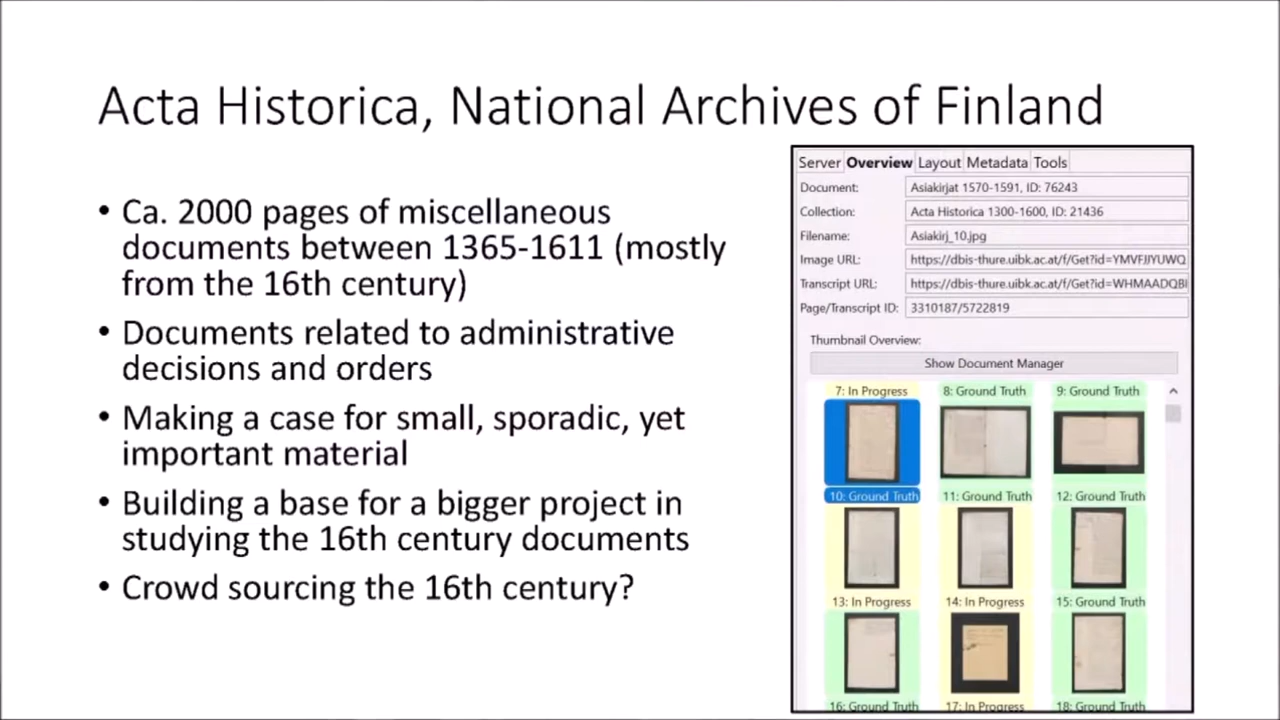 Acta Historica, National Archives of Finland
• Ca. 2000 pages of miscellaneous
documents between 1365-1611 (mostly
from the 16th century)
• Documents related to administrative
decisions and orders
• Making a case for small, sporadic, yet
important material
• Building a base for a bigger project in
studying the 16th century documents
• Crowd sourcing the 16th century?
Server Overview Layout Metadata Tools
Document: Asiakirjat 1570-1591, ID: 76243
Collection: Acta Historica 1300-1600, ID: 21436
Filename: Asiakirj_10.jpg
Image URL: https://dbis-thure.uibk.ac.at/f/Get?id=YMVFJIYUWQ
Transcript URL: https://dbis-thure.uibk.ac.at/f/Get?id=WHMAADQBI
Page/Transcript ID: 3310187/5722819
Thumbnail Overview:
Show Document Manager
7: In Progress 8: Ground Truth 9: Ground Truth
10: Ground Truth 11: Ground Truth 12: Ground Truth
13: In Progress 14: In Progress 15: Ground Truth
16: Ground Truth 17: In Progress 18: Ground Truth